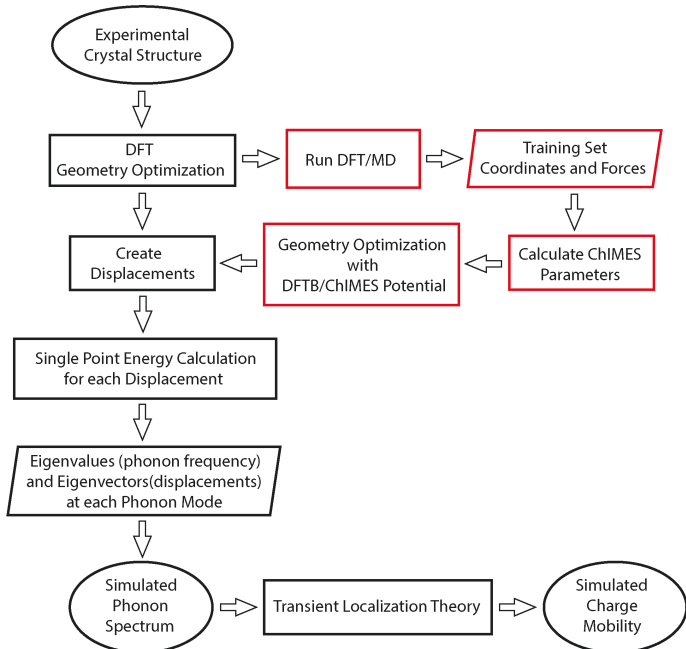 Experimental
Crystal Structure
DFT
Geometry Optimization
Run DFT/MD
Training Set
Coordinates and Forces
Create
Displacements
Geometry Optimization
with
DFTB/ChIMES Potential
Calculate ChIMES
Parameters
Single Point Energy Calculation
for each Displacement
Eigenvalues (phonon frequency)
and Eigenvectors(displacements)
at each Phonon Mode
Simulated
Phonon
Spectrum
Transient Localization Theory
Simulated
Charge
Mobility